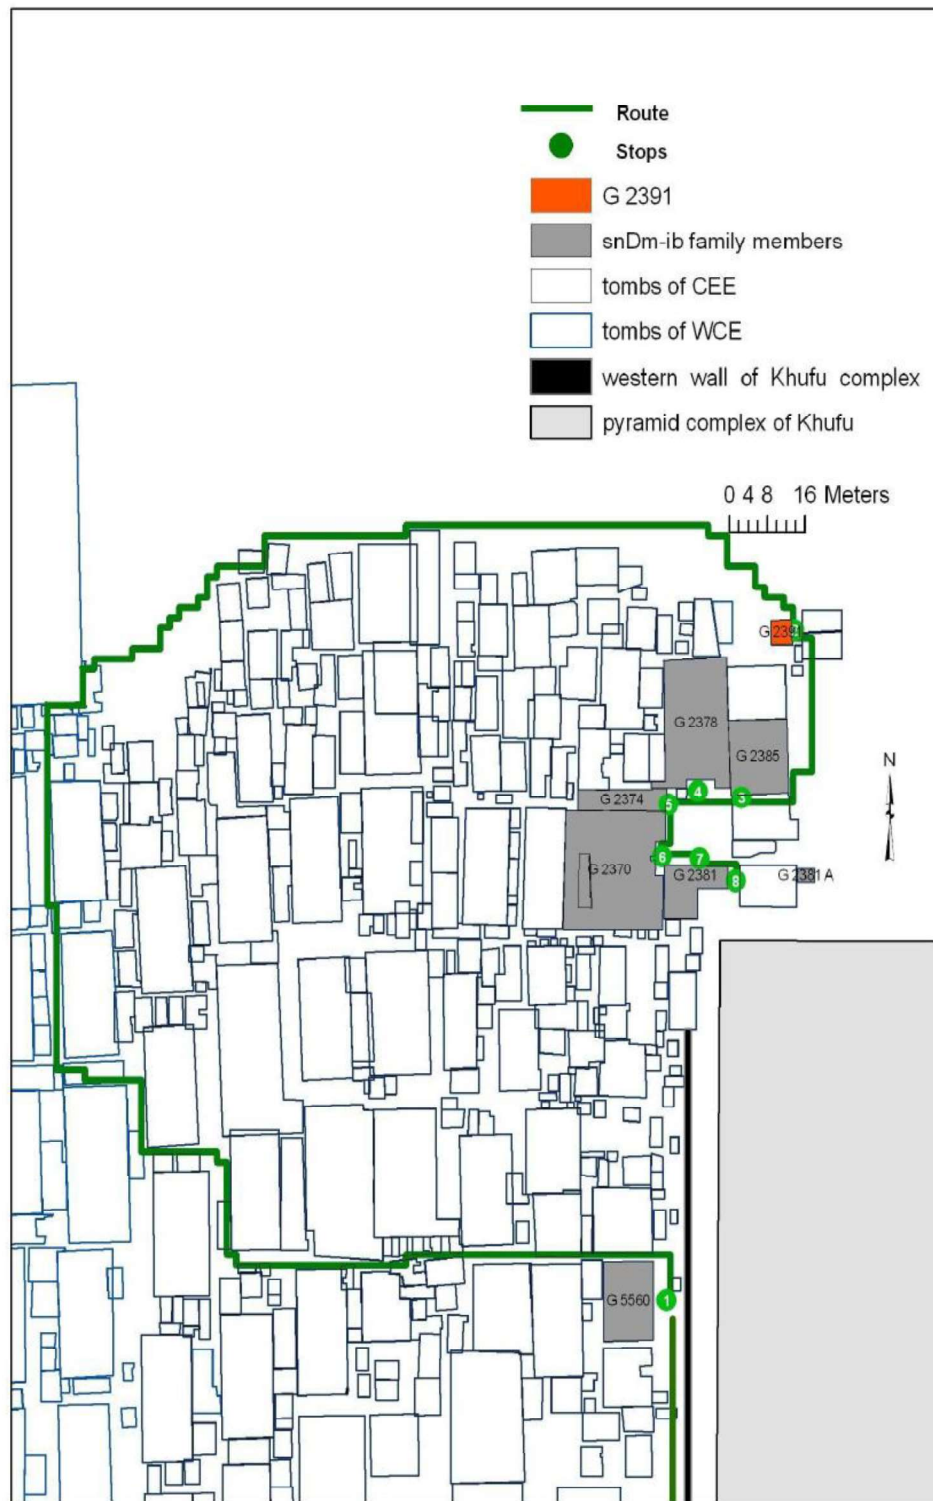 Route
Stops
G 2391
snDm-ib family members
tombs of CEE
tombs of WCE
western wall of Khufu complex
pyramid complex of Khufu
0 4 8 16 Meters
G 2391
G 2378
G 2385
N
4
3
G 2374
5
6
7
G 2370
G 2381
8
G 2381 A
G 5560
1